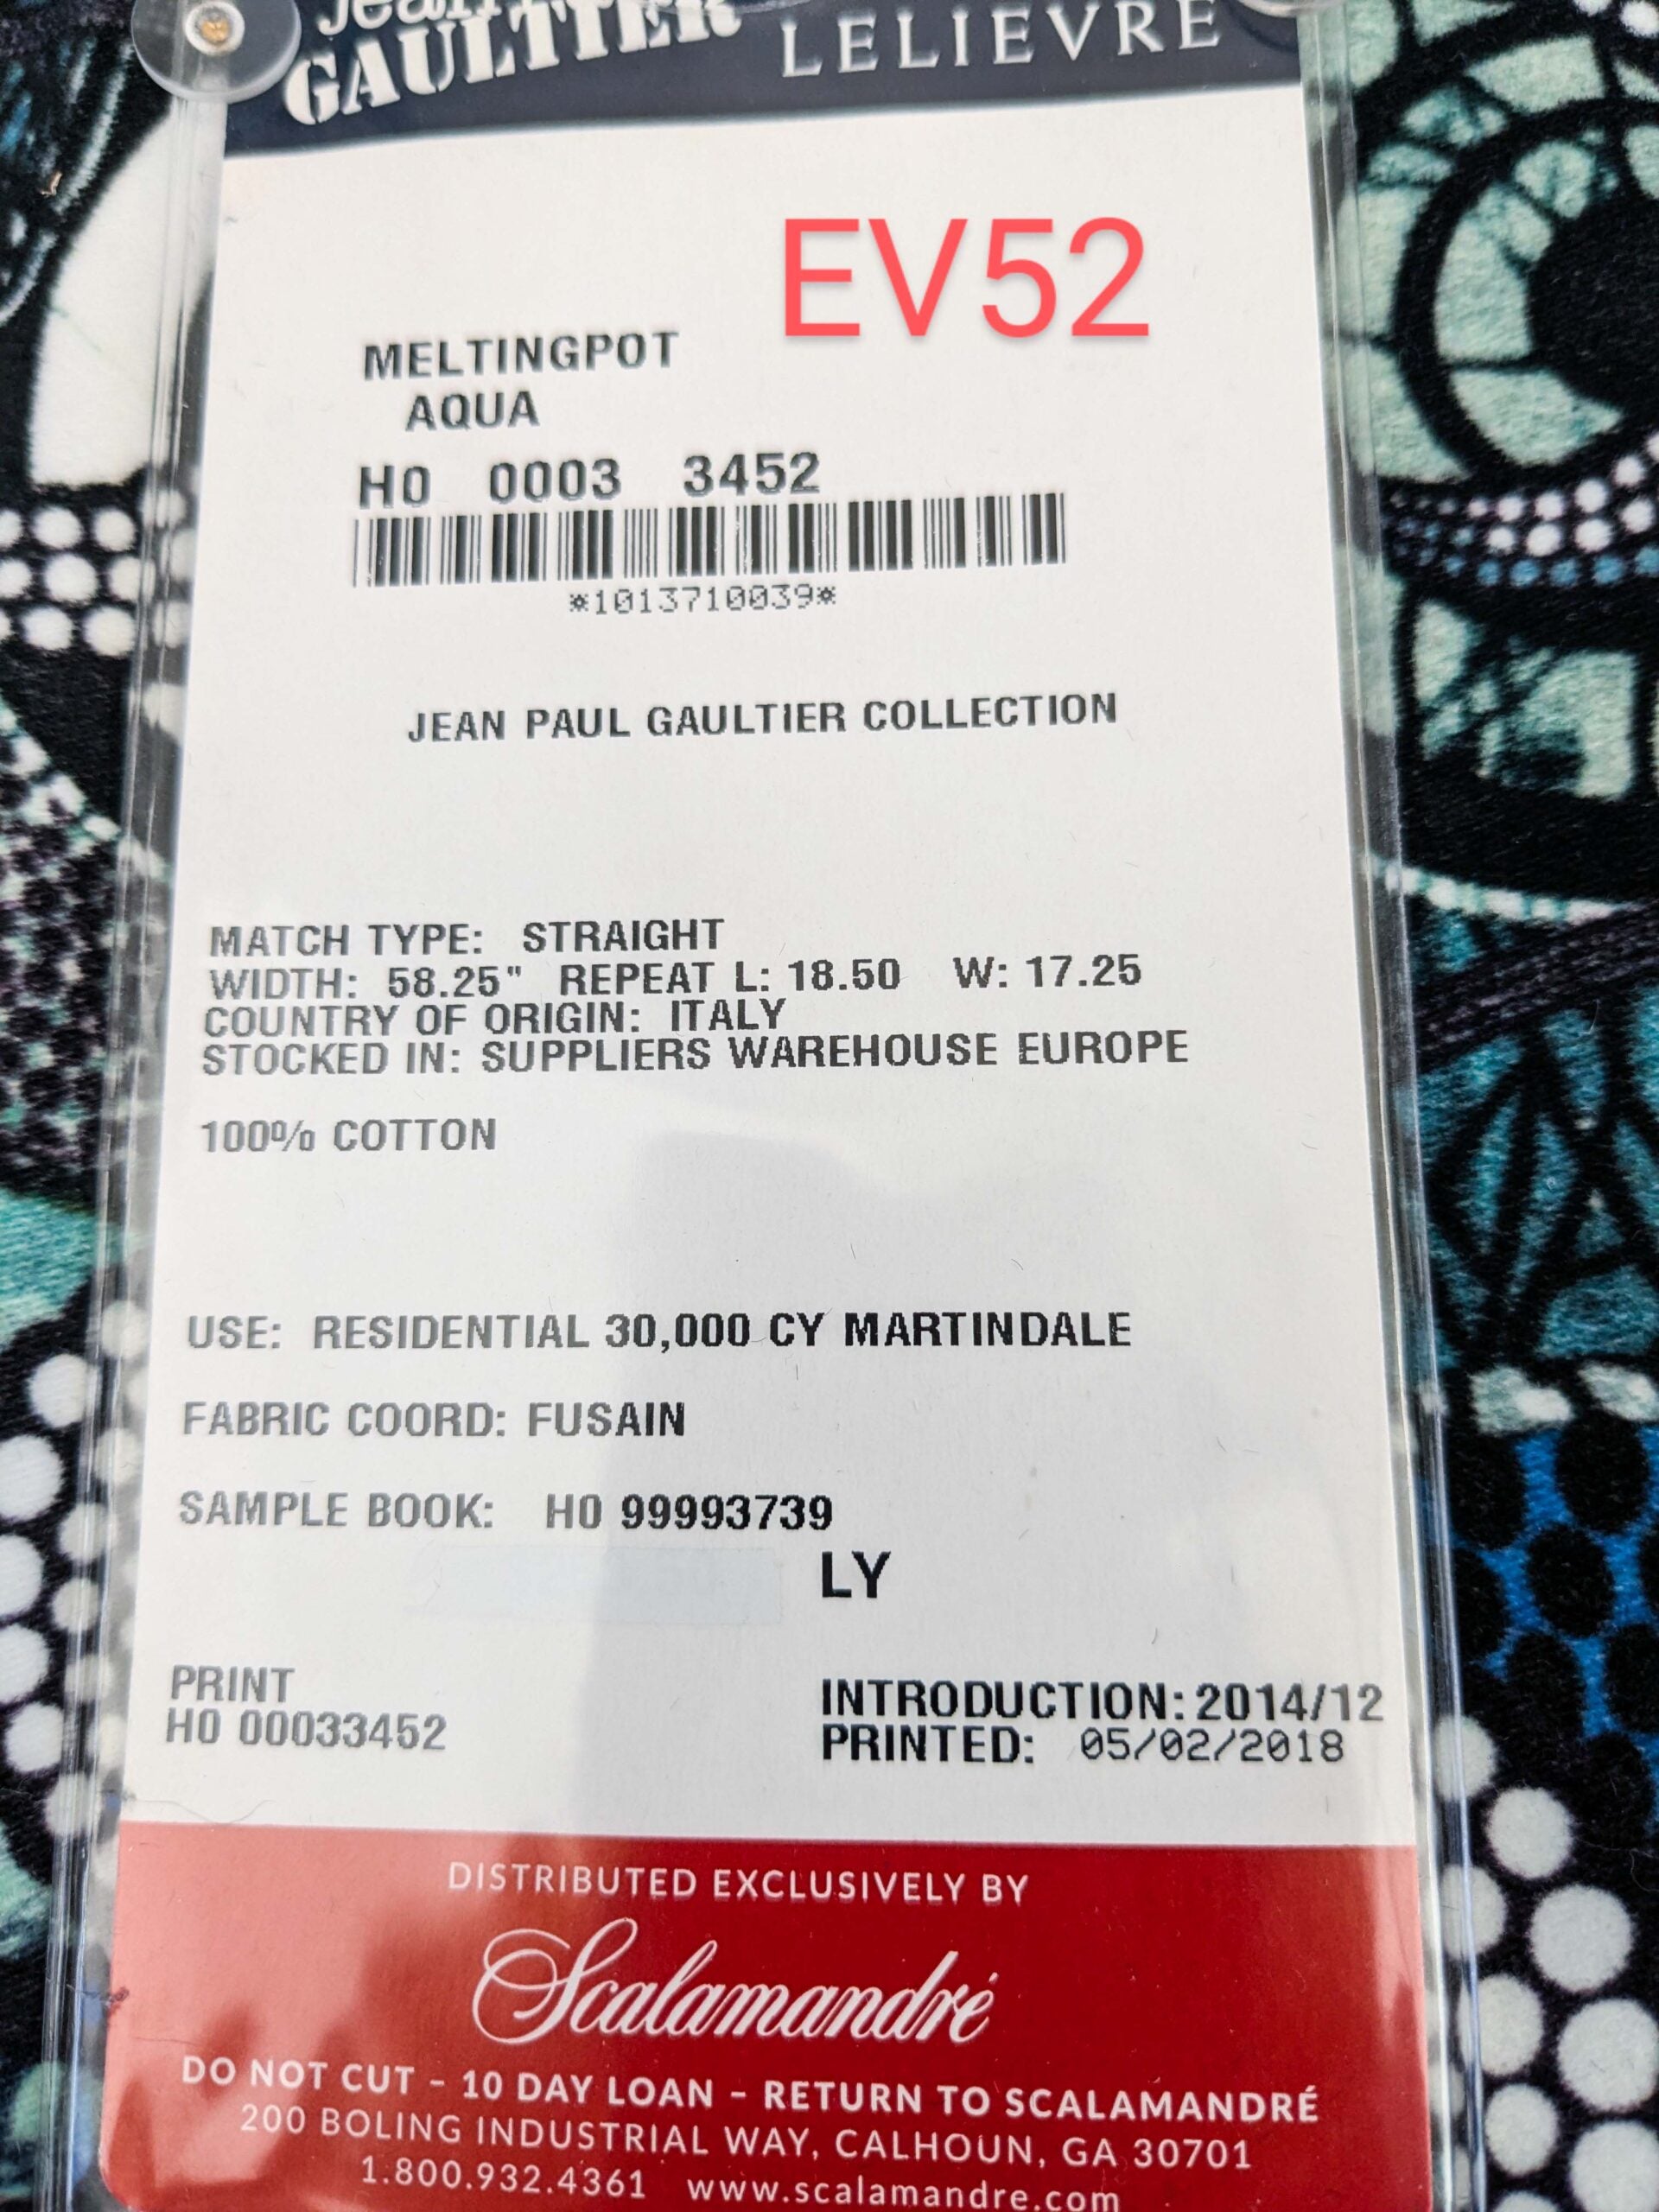 Jean
GAULTIER LELIEVRE
EV52
MELTINGPOT
AQUA
H0 0003 3452
*1013710039*
JEAN PAUL GAULTIER COLLECTION
MATCH TYPE: STRAIGHT
WIDTH: 58.25" REPEAT L: 18.50 W: 17.25
COUNTRY OF ORIGIN: ITALY
STOCKED IN: SUPPLIERS WAREHOUSE EUROPE
100% COTTON
USE: RESIDENTIAL 30,000 CY MARTINDALE
FABRIC COORD: FUSAIN
SAMPLE BOOK: H0 99993739
LY
PRINT
H0 00033452
INTRODUCTION: 2014/12
PRINTED: 05/02/2018
DISTRIBUTED EXCLUSIVELY BY
Scalamandré
DO NOT CUT – 10 DAY LOAN – RETURN TO SCALAMANDRÉ
200 BOLING INDUSTRIAL WAY, CALHOUN, GA 30701
1.800.932.4361 www.scalamandre.com